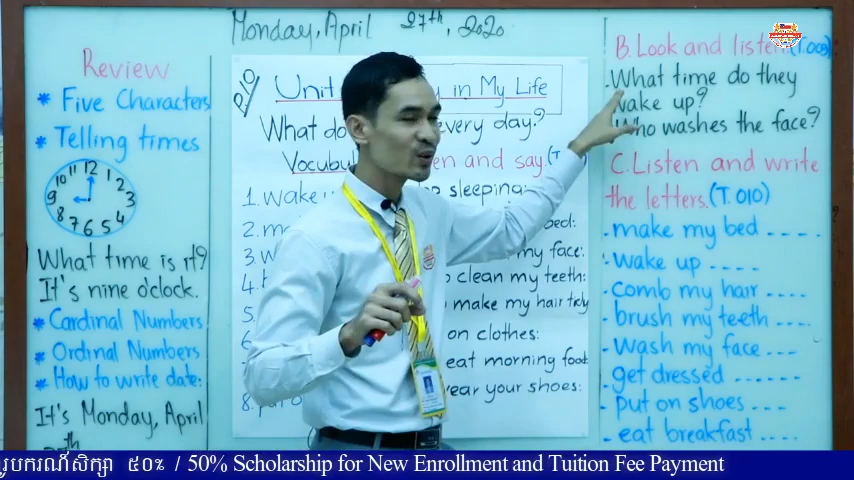 Monday, April 27th, 2020
Review
* Five Characters
* Telling times
12
1
2
3
4
5
6
7
8
9
10
11
What time is it?
It's nine o'clock.
* Cardinal Numbers
* Ordinal Numbers
* How to write date:
It's Monday, April
P.10
Unit in My Life
What do every day?
and say.
1. wake sleeping:
2. bed:
3. my face:
4. clean my teeth:
5. make my hair tidy
on clothes:
eat morning food
8. your shoes:
B. Look and listen
- What time do they
wake up?
Who washes the face?
C. Listen and write
the letters. (T. 010)
- make my bed _ _ _ _ .
- wake up _ _ _ _
- comb my hair _ _ _ _
- brush my teeth _ _ _ _
- wash my face _ _ _
- get dressed _ _ _ _ _ _
- put on shoes _ _ _
- eat breakfast _ _ _ _
រូបករណ៍សិក្សា ៥០% / 50% Scholarship for New Enrollment and Tuition Fee Payment